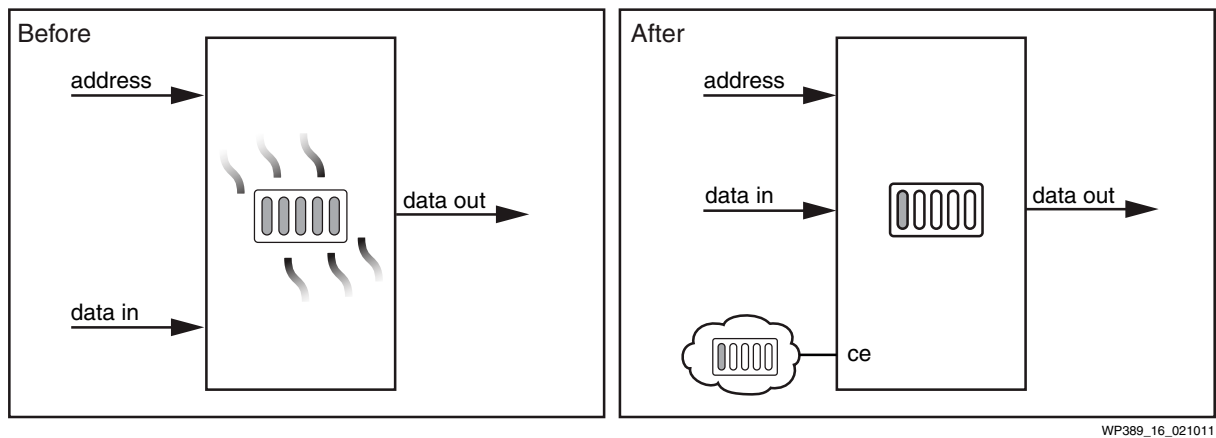 Before
address
data out
data in
After
address
data in
data out
ce
WP389_16_021011